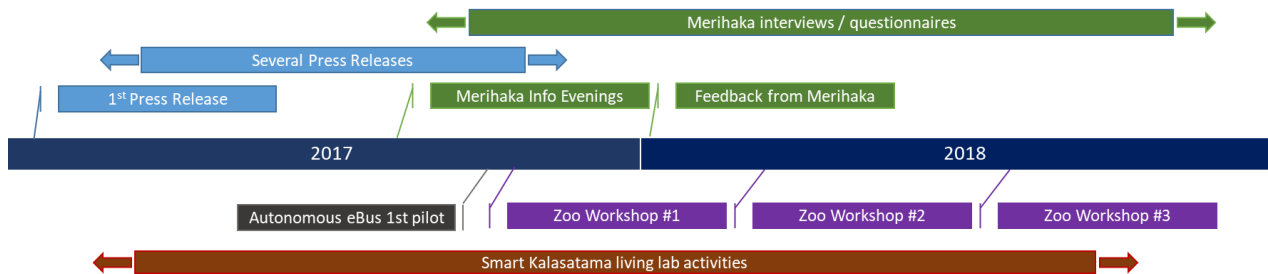 Merihaka interviews / questionnaires
Several Press Releases
1st Press Release
Merihaka Info Evenings
Feedback from Merihaka
2017
2018
Autonomous eBus 1st pilot
Zoo Workshop #1
Zoo Workshop #2
Zoo Workshop #3
Smart Kalasatama living lab activities